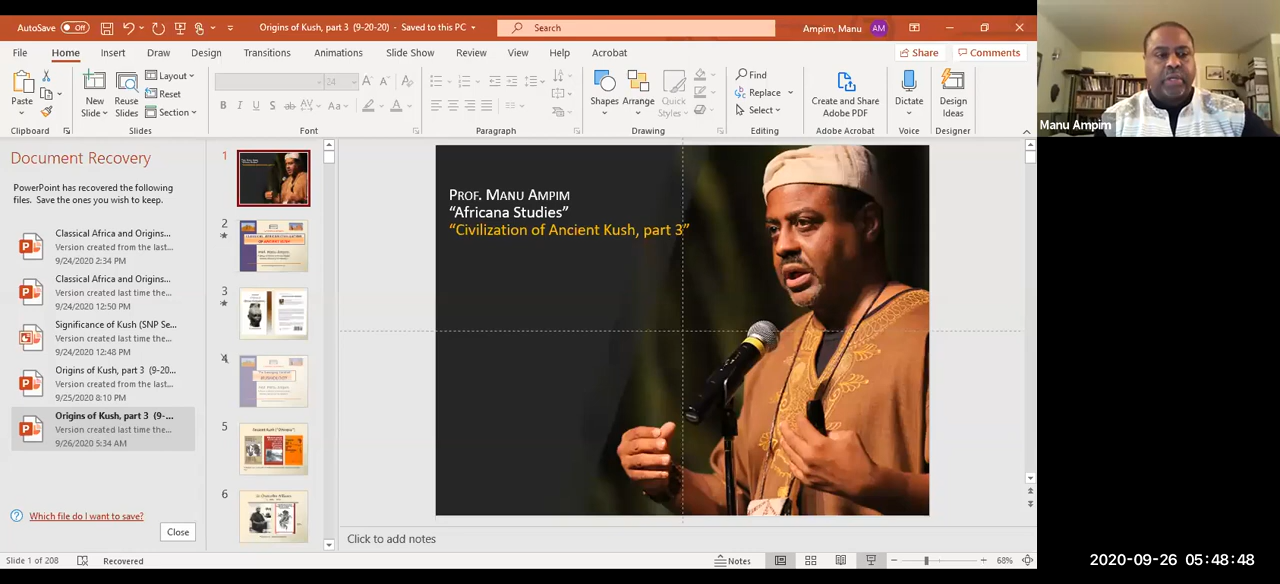 AutoSave Off
Origins of Kush, part 3 (9-20-20) - Saved to this PC
Search
Ampim, Manu AM
File Home Insert Draw Design Transitions Animations Slide Show Review View Help Acrobat
Share Comments
Paste
New Slides
Reuse Slides
Layout
Reset
Section
24
Shapes Arrange Quick Styles
Find
Replace
Select
Create and Share Adobe PDF
Dictate
Design Ideas
Clipboard Slides Font Paragraph Drawing Editing Adobe Acrobat Voice Designer
Manu Ampim
Document Recovery
PowerPoint has recovered the following
files. Save the ones you wish to keep.
Classical Africa and Origins...
Version created from the last...
9/24/2020 2:34 PM
Classical Africa and Origins...
Version created last time the...
9/24/2020 12:50 PM
Significance of Kush (SNP Se...
Version created last time the...
9/24/2020 12:48 PM
Origins of Kush, part 3 (9-20...
Version created from the last...
9/25/2020 8:10 PM
Origins of Kush, part 3 (9-...
Version created last time the...
9/26/2020 5:34 AM
Which file do I want to save?
Close
1
2
3
4
5
6
Prof. Manu Ampim
“Africana Studies”
“Civilization of Ancient Kush, part 3”
Click to add notes
Slide 1 of 208
Recovered
Notes
68%
2020-09-26 05:48:48